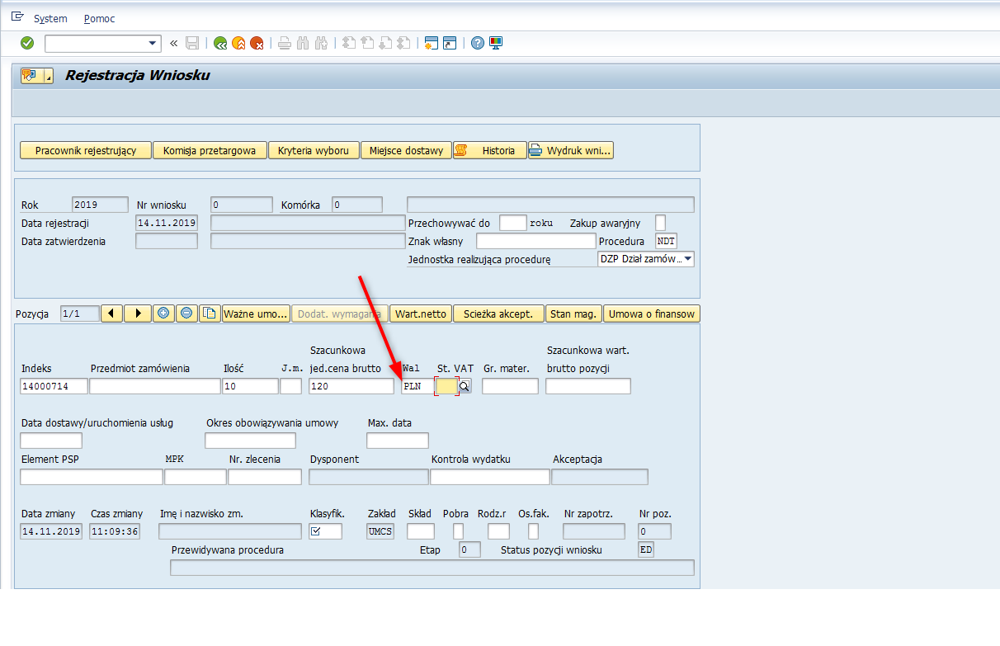 System Pomoc
Rejestracja Wniosku
Pracownik rejestrujący Komisja przetargowa Kryteria wyboru Miejsce dostawy Historia Wydruk wni...
Rok 2019 Nr wniosku 0 Komórka 0
Data rejestracji 14.11.2019 Przechowywać do roku Zakup awaryjny
Data zatwierdzenia Znak własny Procedura NDT
Jednostka realizująca procedurę DZP Dział zamów...
Pozycja 1/1 Ważne umo... Dodat. wymagania Wart.netto Scieżka akcept. Stan mag. Umowa o finansow
Szacunkowa Szacunkowa wart.
Indeks Przedmiot zamówienia Ilość J.m. jed.cena brutto Wal St. VAT Gr. mater. brutto pozycji
14000714 10 120 PLN
Data dostawy/uruchomienia usług Okres obowiązywania umowy Max. data
Element PSP MPK Nr. zlecenia Dysponent Kontrola wydatku Akceptacja
Data zmiany Czas zmiany Imę i nazwisko zm. Klasyfik. Zakład Skład Pobra Rodz.r Os.fak. Nr zapotrz. Nr poz.
14.11.2019 11:09:36 UMCS 0
Przewidywana procedura Etap 0 Status pozycji wniosku ED